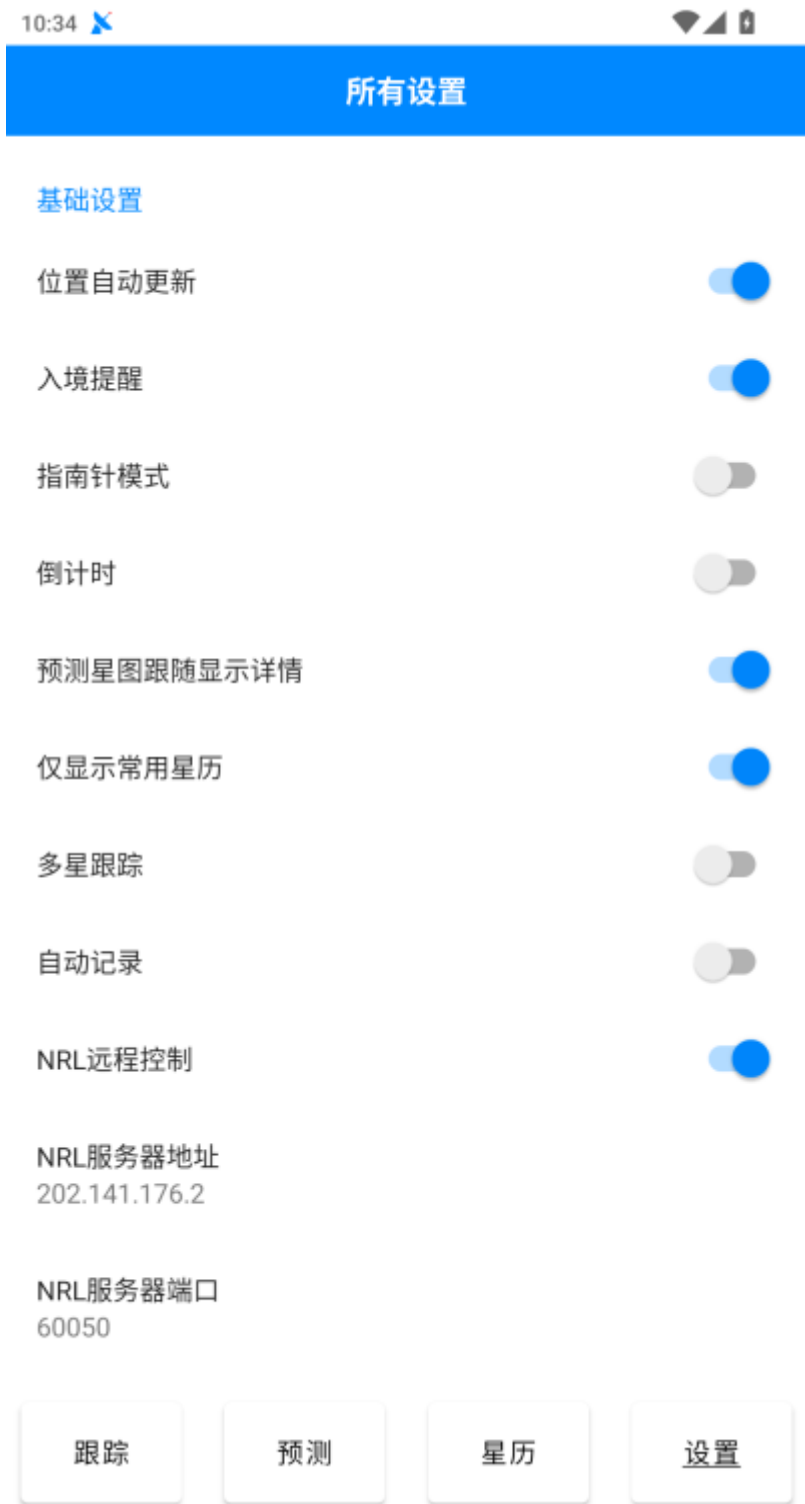 10:34
所有设置
基础设置
位置自动更新
入境提醒
指南针模式
倒计时
预测星图跟随显示详情
仅显示常用星历
多星跟踪
自动记录
NRL远程控制
NRL服务器地址
202.141.176.2
NRL服务器端口
60050
跟踪 预测 星历 设置